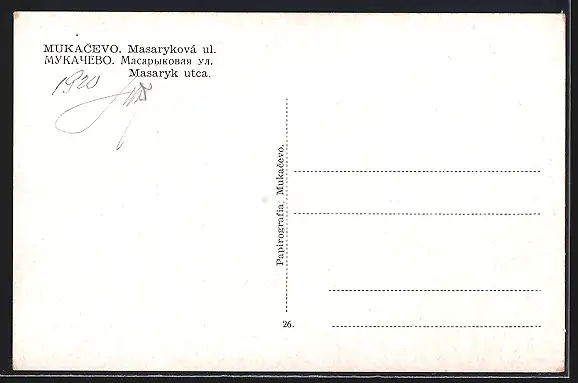 MUKAČEVO. Masaryková ul.
МУКАЧЕВО. Масарыковая ул.
Masaryk utca.
1920
Papirografia, Mukačevo.
26.